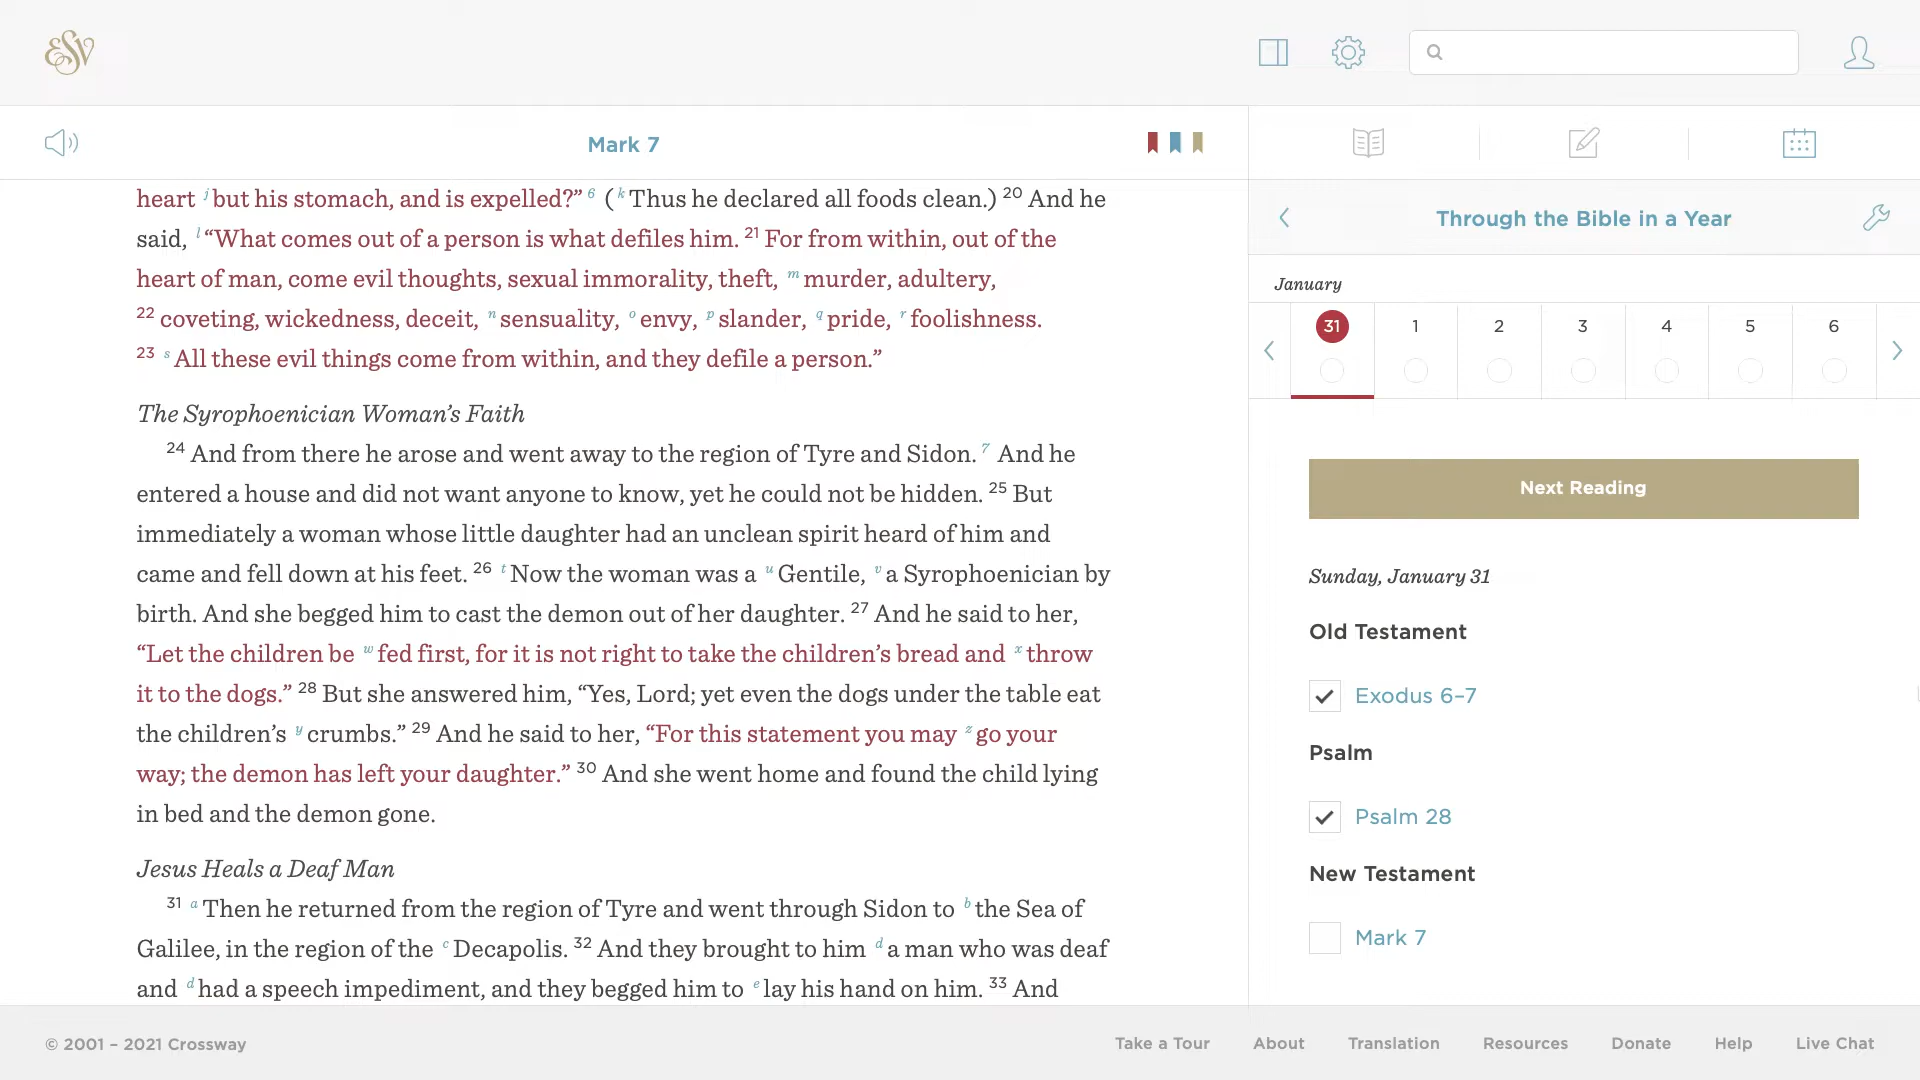 ESV
Mark 7
heart j but his stomach, and is expelled?” 6 ( k Thus he declared all foods clean.) 20 And he
said, l “What comes out of a person is what defiles him. 21 For from within, out of the
heart of man, come evil thoughts, sexual immorality, theft, m murder, adultery,
22 coveting, wickedness, deceit, n sensuality, o envy, p slander, q pride, r foolishness.
23 s All these evil things come from within, and they defile a person.”
The Syrophoenician Woman’s Faith
24 And from there he arose and went away to the region of Tyre and Sidon. 7 And he
entered a house and did not want anyone to know, yet he could not be hidden. 25 But
immediately a woman whose little daughter had an unclean spirit heard of him and
came and fell down at his feet. 26 t Now the woman was a u Gentile, v a Syrophoenician by
birth. And she begged him to cast the demon out of her daughter. 27 And he said to her,
“Let the children be w fed first, for it is not right to take the children’s bread and x throw
it to the dogs.” 28 But she answered him, “Yes, Lord; yet even the dogs under the table eat
the children’s y crumbs.” 29 And he said to her, “For this statement you may z go your
way; the demon has left your daughter.” 30 And she went home and found the child lying
in bed and the demon gone.
Jesus Heals a Deaf Man
31 a Then he returned from the region of Tyre and went through Sidon to b the Sea of
Galilee, in the region of the c Decapolis. 32 And they brought to him d a man who was deaf
and d had a speech impediment, and they begged him to e lay his hand on him. 33 And
Through the Bible in a Year
January
31 1 2 3 4 5 6
Next Reading
Sunday, January 31
Old Testament
Exodus 6–7
Psalm
Psalm 28
New Testament
Mark 7
© 2001 – 2021 Crossway
Take a Tour About Translation Resources Donate Help Live Chat